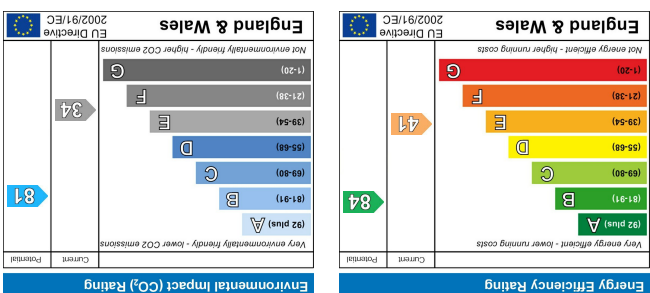 Energy Efficiency Rating
Current Potential
Very energy efficient - lower running costs
(92 plus) A
(81-91) B
(69-80) C
(55-68) D
(39-54) E
(21-38) F
(1-20) G
Not energy efficient - higher running costs
41
84
England & Wales
EU Directive
2002/91/EC
Environmental Impact (CO₂) Rating
Current Potential
Very environmentally friendly - lower CO2 emissions
(92 plus) A
(81-91) B
(69-80) C
(55-68) D
(39-54) E
(21-38) F
(1-20) G
Not environmentally friendly - higher CO2 emissions
34
81
England & Wales
EU Directive
2002/91/EC